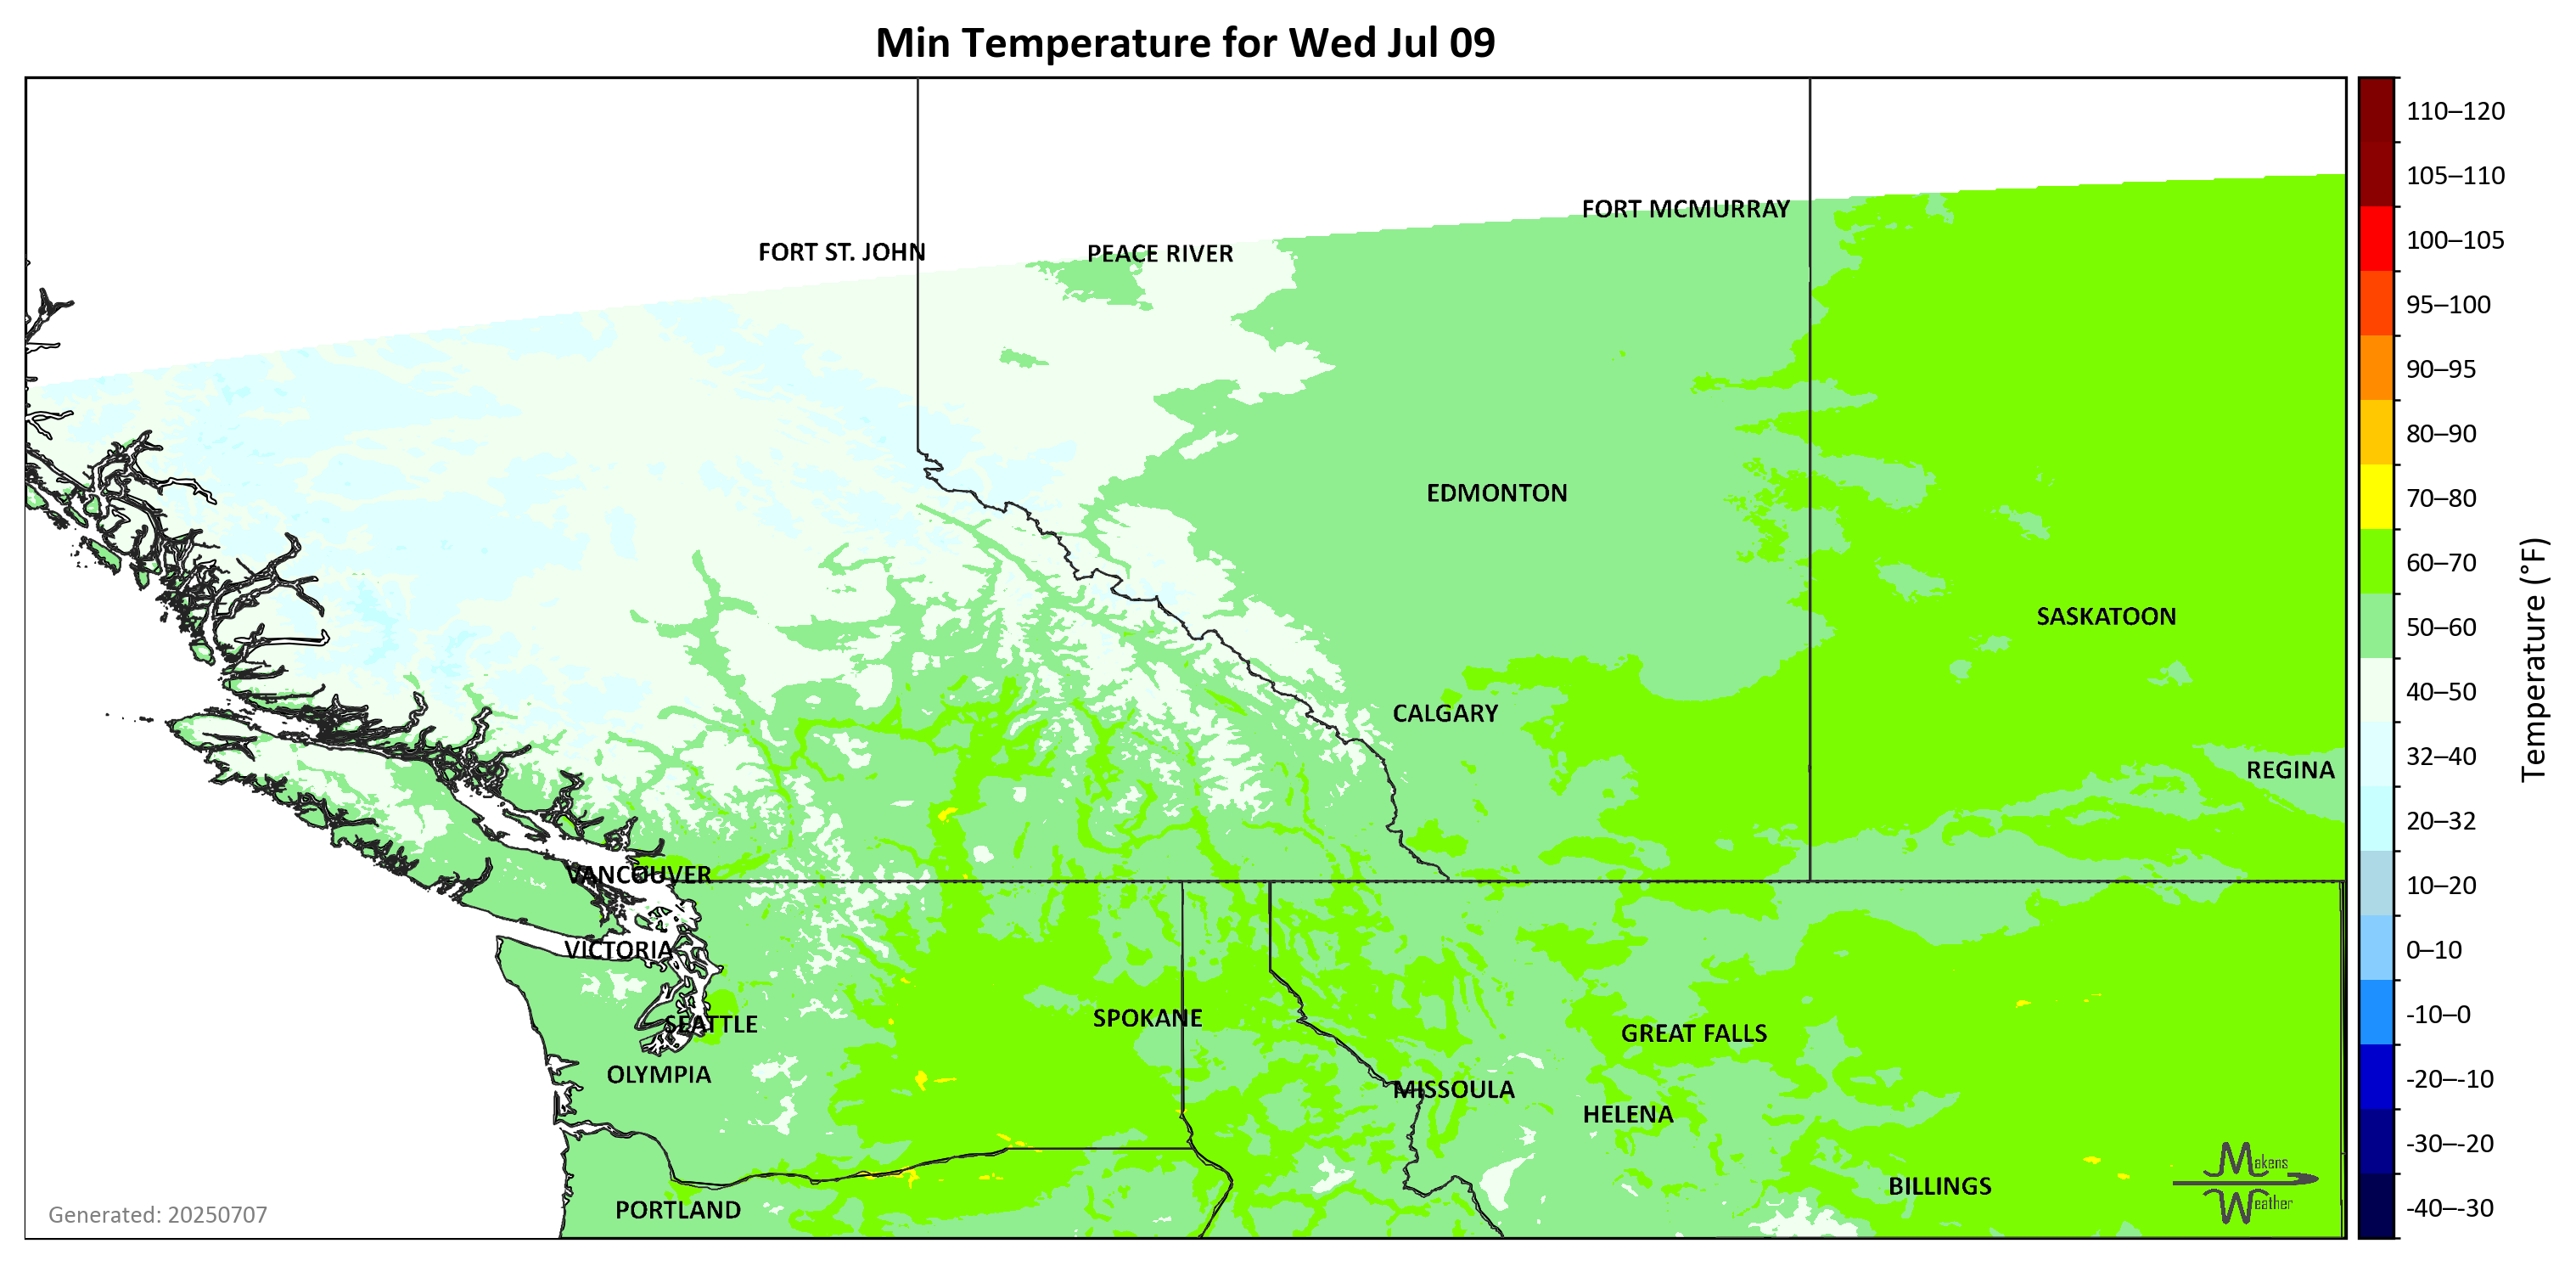 Min Temperature for Wed Jul 09
110–120
105–110
100–105
95–100
90–95
80–90
70–80
60–70
50–60
40–50
32–40
20–32
10–20
0–10
-10–0
-20–-10
-30–-20
-40–-30
Temperature (°F)
FORT MCMURRAY
FORT ST. JOHN
PEACE RIVER
EDMONTON
SASKATOON
CALGARY
REGINA
VANCOUVER
VICTORIA
SEATTLE
SPOKANE
GREAT FALLS
OLYMPIA
MISSOULA
HELENA
BILLINGS
PORTLAND
Makens
Weather
Generated: 20250707